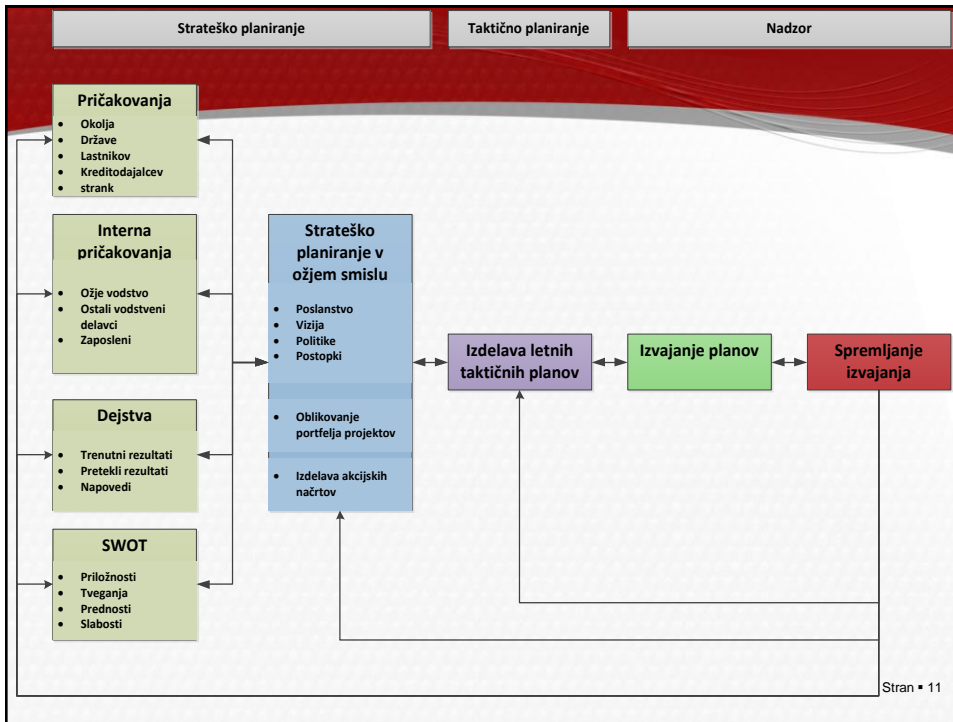 Strateško planiranje
Taktično planiranje
Nadzor
Pričakovanja
• Okolja
• Države
• Lastnikov
• Kreditodajalcev
• strank
Interna
pričakovanja
• Ožje vodstvo
• Ostali vodstveni
delavci
• Zaposleni
Dejstva
• Trenutni rezultati
• Pretekli rezultati
• Napovedi
SWOT
• Priložnosti
• Tveganja
• Prednosti
• Slabosti
Strateško
planiranje v
ožjem smislu
• Poslanstvo
• Vizija
• Politike
• Postopki
• Oblikovanje
portfelja projektov
• Izdelava akcijskih
načrtov
Izdelava letnih
taktičnih planov
Izvajanje planov
Spremljanje
izvajanja
Stran ▪ 11